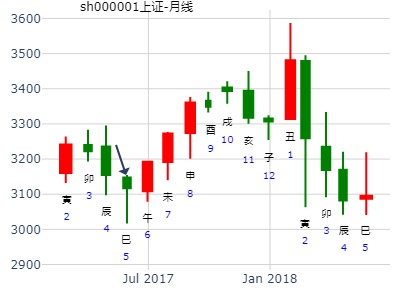 sh000001上证-月线
3600
3500
3400
3300
3200
3100
3000
2900
寅
2
卯
3
辰
4
巳
5
午
6
未
7
申
8
酉
9
戌
10
亥
11
子
12
丑
1
寅
2
卯
3
辰
4
巳
5
Jul 2017
Jan 2018